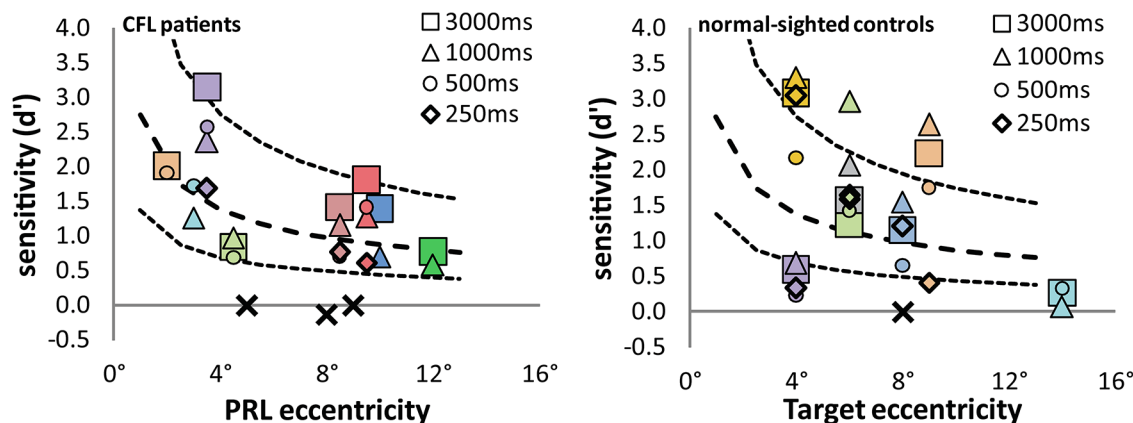 CFL patients
3000ms
1000ms
500ms
250ms
sensitivity (d')
4.0
3.5
3.0
2.5
2.0
1.5
1.0
0.5
0.0
-0.5
0° 4° 8° 12° 16°
PRL eccentricity
normal-sighted controls
3000ms
1000ms
500ms
250ms
sensitivity (d')
4.0
3.5
3.0
2.5
2.0
1.5
1.0
0.5
0.0
-0.5
0° 4° 8° 12° 16°
Target eccentricity